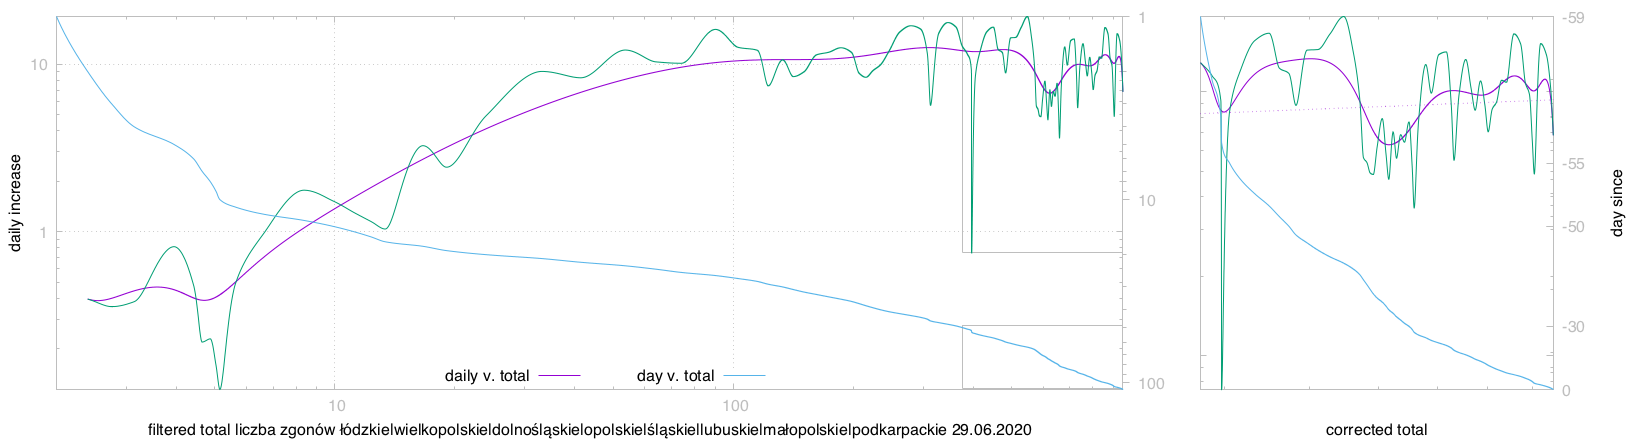 daily increase
10
1
daily v. total
day v. total
10
100
1
10
100
filtered total liczba zgonów łódzkielwielkopolskieldolnośląskielopolskielśląskiellubuskielmałopolskielpodkarpackie 29.06.2020
-59
-55
-50
-30
0
day since
corrected total